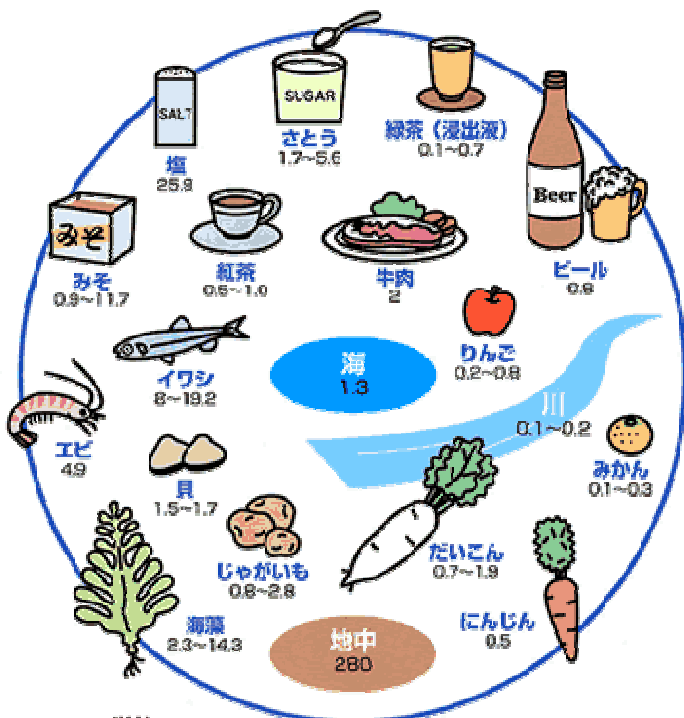 SALT
塩
25.9
SUGAR
さとう
1.7~5.6
緑茶（浸出液）
0.1~0.7
Beer
ビール
0.9
みそ
みそ
0.9~11.7
紅茶
0.6~1.0
牛肉
2
りんご
0.2~0.8
イワシ
8~19.2
海
1.3
川
0.1~0.2
エビ
4.9
貝
1.5~1.7
みかん
0.1~0.3
じゃがいも
0.8~2.8
だいこん
0.7~1.9
にんじん
0.5
海藻
2.3~14.3
地中
280